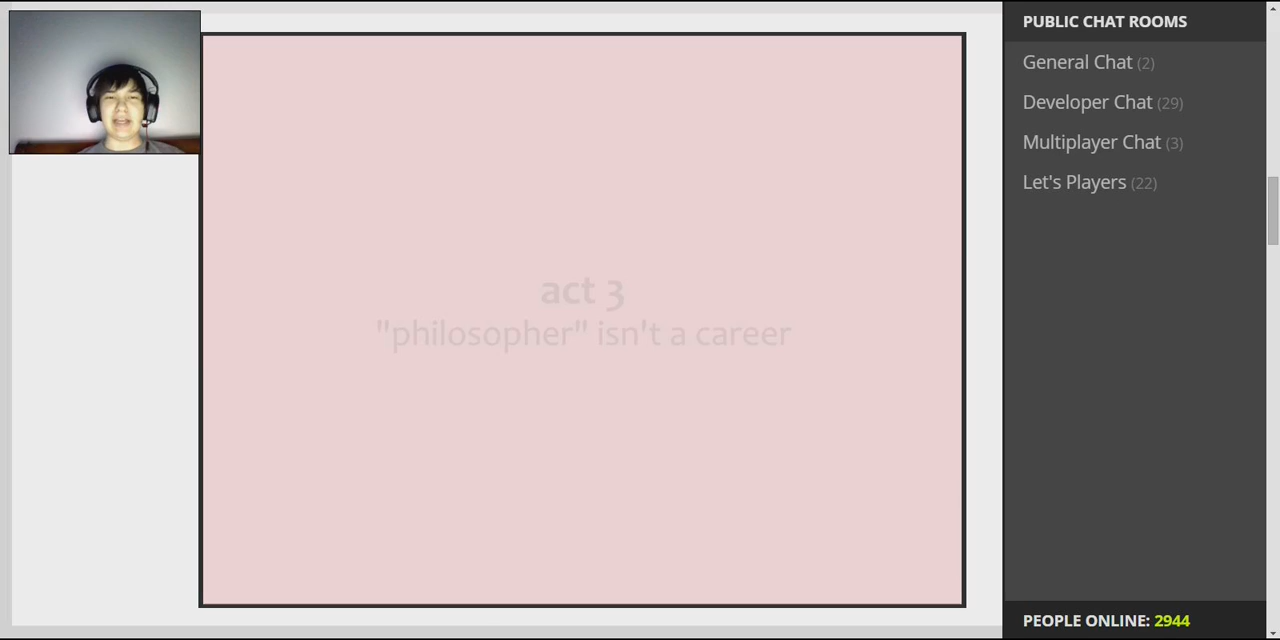 act 3
"philosopher" isn't a career
PUBLIC CHAT ROOMS
General Chat (2)
Developer Chat (29)
Multiplayer Chat (3)
Let's Players (22)
PEOPLE ONLINE: 2944